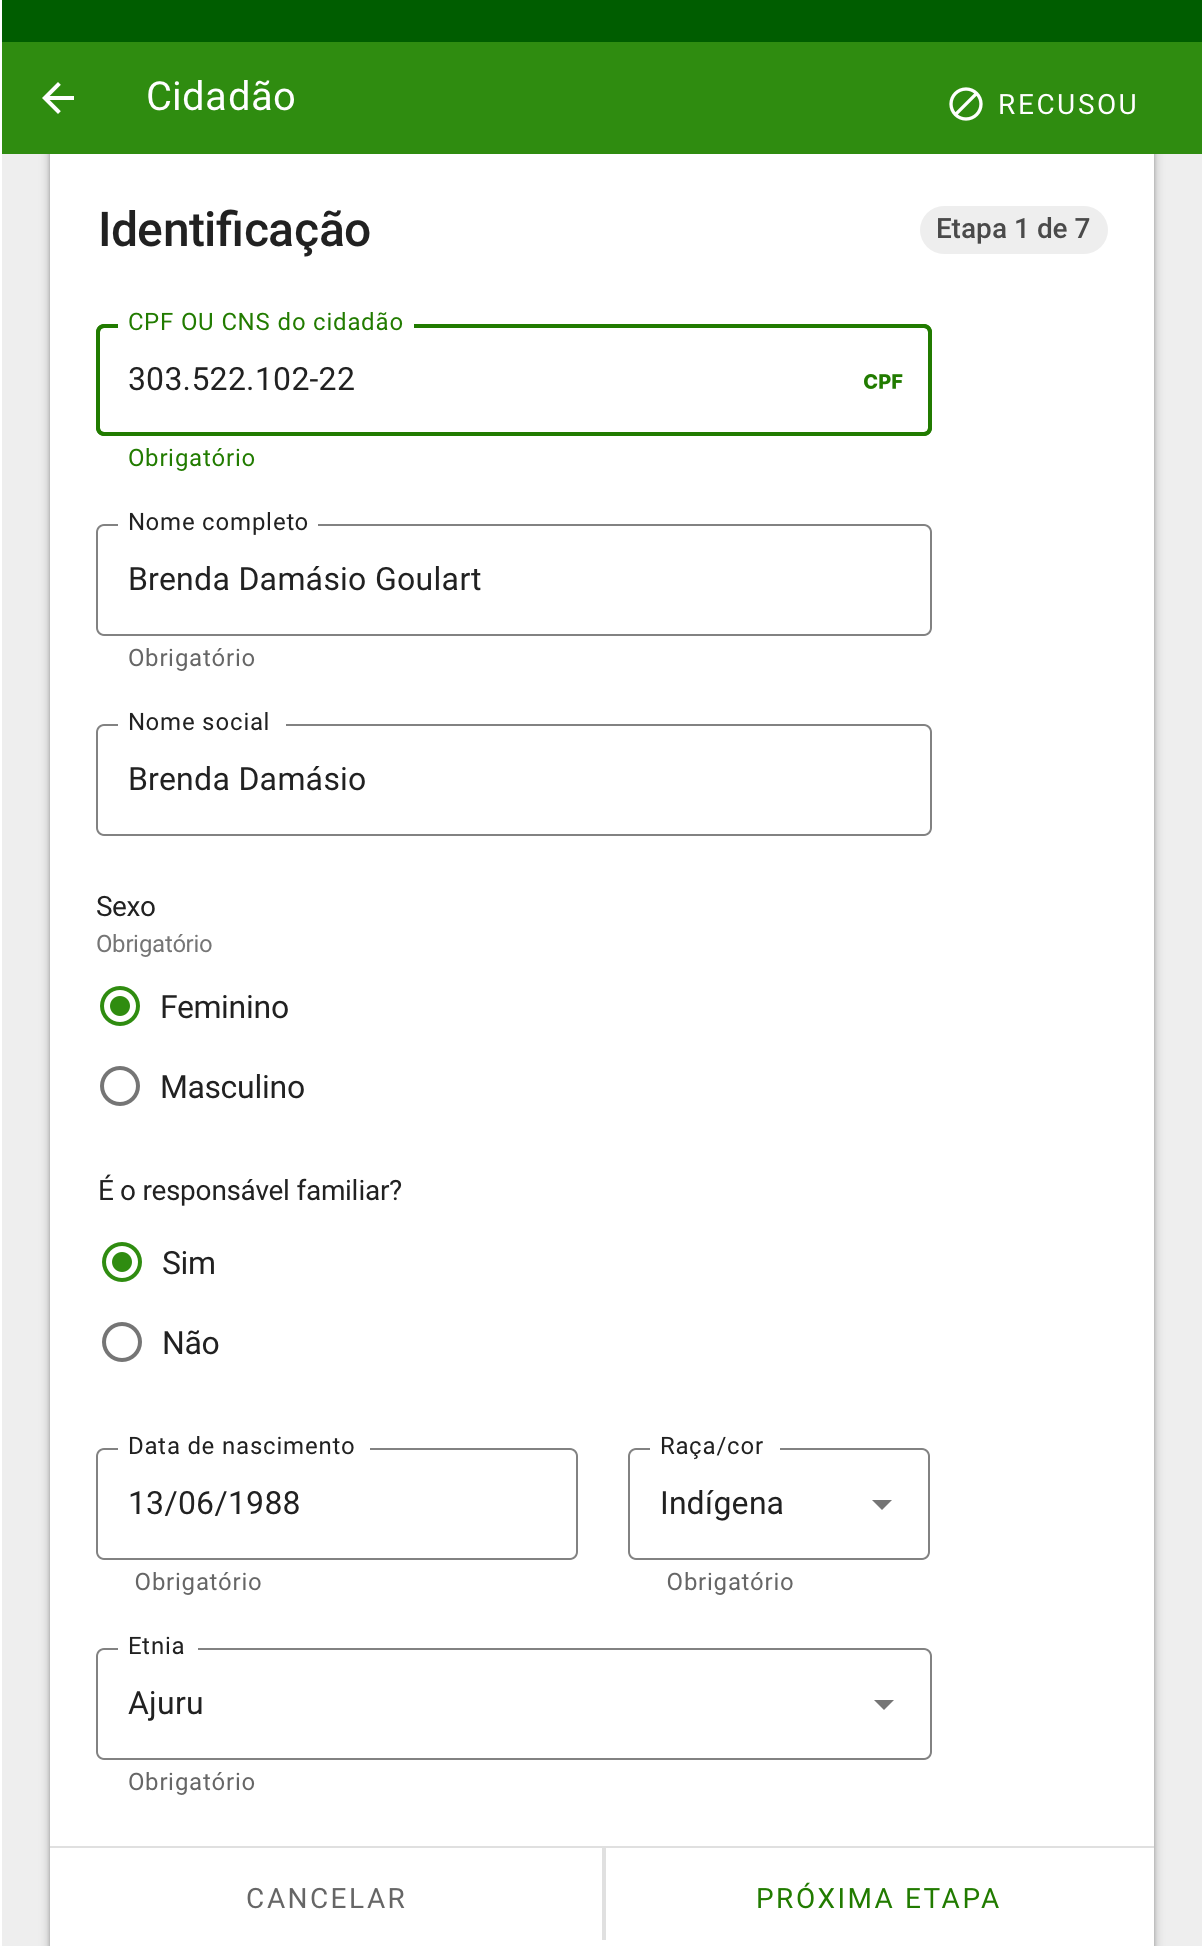 Cidadão
RECUSOU
Identificação
Etapa 1 de 7
CPF OU CNS do cidadão
303.522.102-22
CPF
Obrigatório
Nome completo
Brenda Damásio Goulart
Obrigatório
Nome social
Brenda Damásio
Sexo
Obrigatório
Feminino
Masculino
É o responsável familiar?
Sim
Não
Data de nascimento
Raça/cor
13/06/1988
Indígena
Obrigatório
Obrigatório
Etnia
Ajuru
Obrigatório
CANCELAR
PRÓXIMA ETAPA